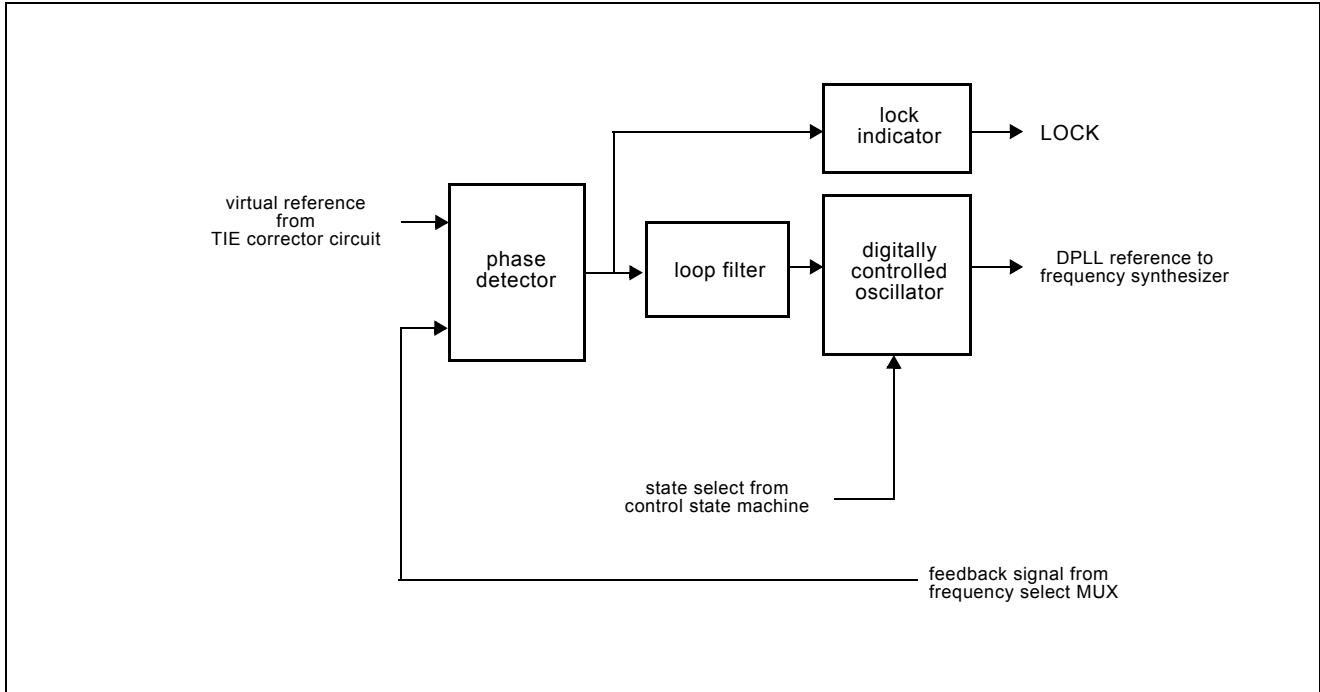 lock
indicator
LOCK
virtual reference
from
TIE corrector circuit
phase
detector
loop filter
digitally
controlled
oscillator
DPLL reference to
frequency synthesizer
state select from
control state machine
feedback signal from
frequency select MUX